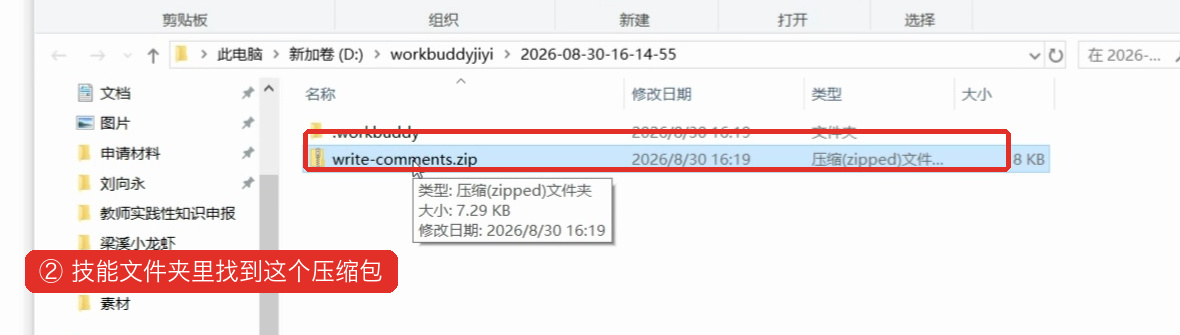 剪贴板 组织 新建 打开 选择
← → ↑ > 此电脑 > 新加卷 (D:) > workbuddyjiyi > 2026-08-30-16-14-55 在 2026-...
文档
图片
申请材料
刘向永
教师实践性知识申报
梁溪小龙虾
素材
名称 修改日期 类型 大小
.workbuddy 2026/8/30 16:19 文件夹
write-comments.zip 2026/8/30 16:19 压缩(zipped)文件... 8 KB
类型: 压缩(zipped)文件夹
大小: 7.29 KB
修改日期: 2026/8/30 16:19
② 技能文件夹里找到这个压缩包